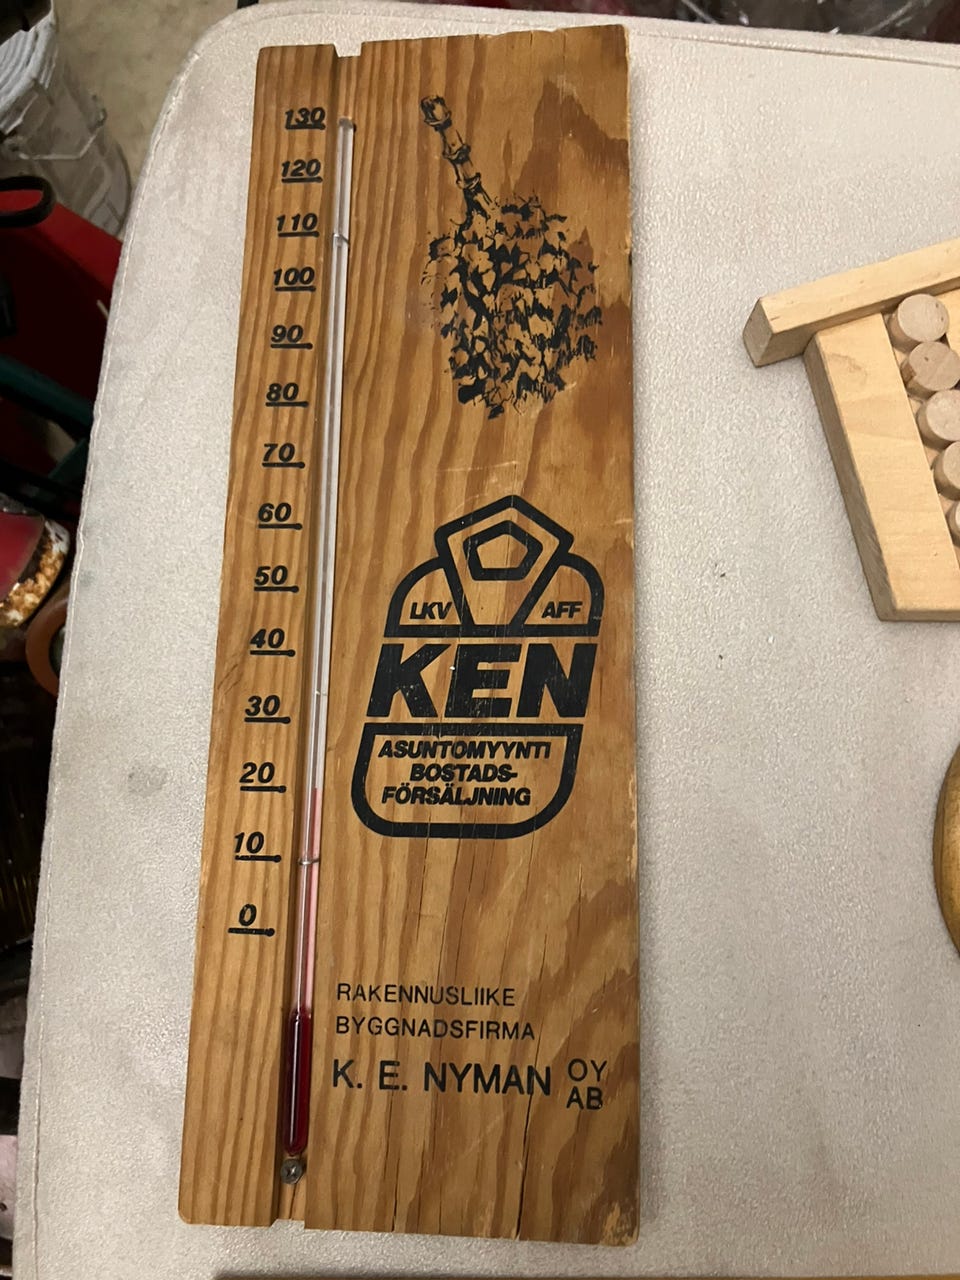 130
120
110
100
90
80
70
60
50
40
30
20
10
0
LKV AFF
KEN
ASUNTOMYYNTI
BOSTADS-
FÖRSÄLJNING
RAKENNUSLIIKE
BYGGNADSFIRMA
K. E. NYMAN OY
AB